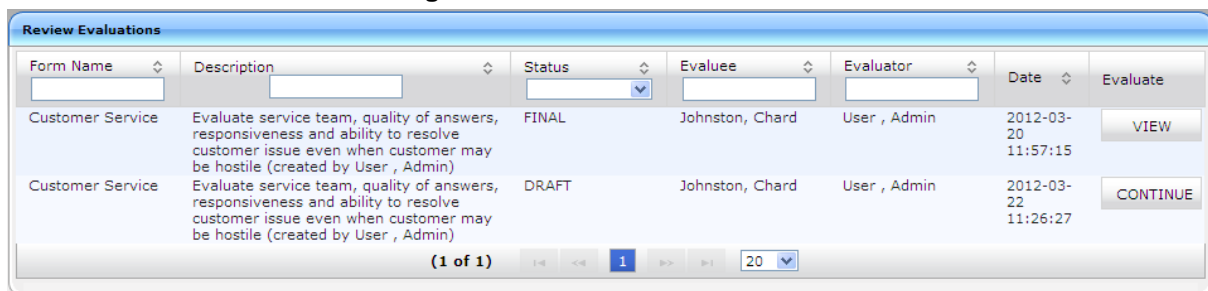 Review Evaluations
Form Name Description Status Evaluee Evaluator Date Evaluate
Customer Service Evaluate service team, quality of answers, FINAL Johnston, Chard User , Admin 2012-03- VIEW
responsiveness and ability to resolve 20
customer issue even when customer may 11:57:15
be hostile (created by User , Admin)
Customer Service Evaluate service team, quality of answers, DRAFT Johnston, Chard User , Admin 2012-03- CONTINUE
responsiveness and ability to resolve 22
customer issue even when customer may 11:26:27
be hostile (created by User , Admin)
(1 of 1) 1 20